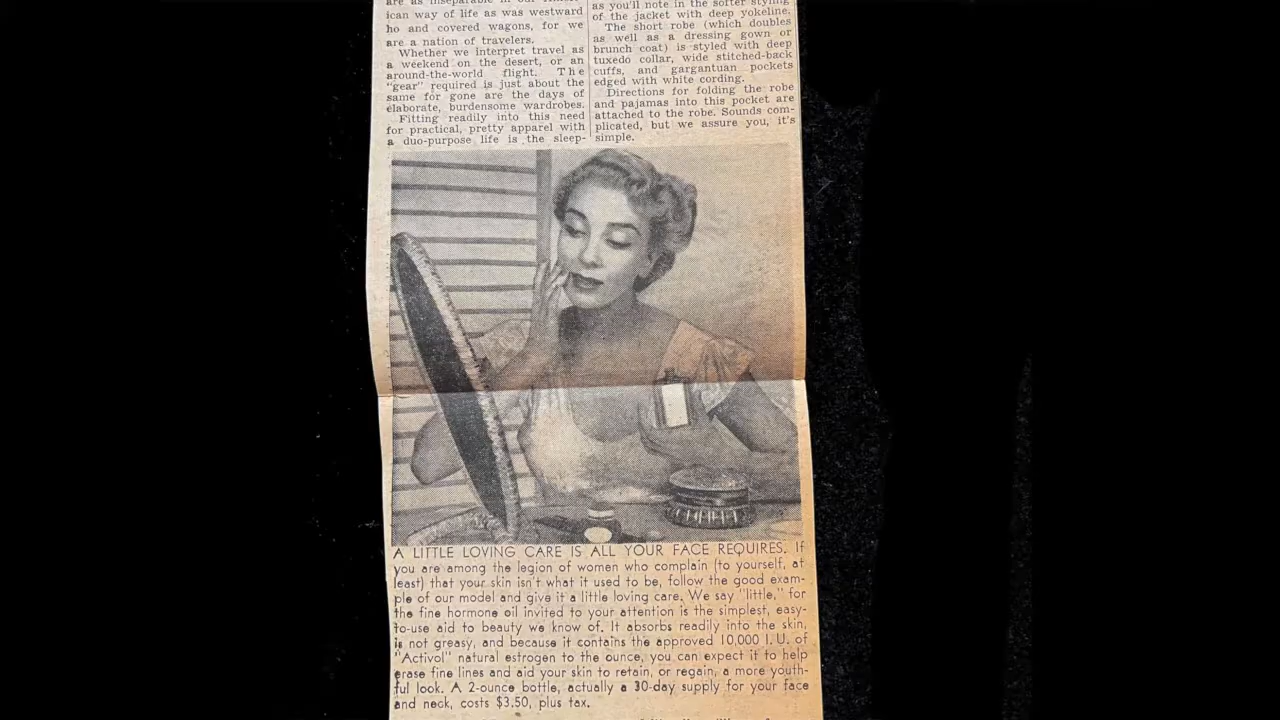 are as inseparable in our Amer-
ican way of life as was westward
ho and covered wagons, for we
are a nation of travelers.
Whether we interpret travel as
a weekend on the desert, or an
around-the-world flight. The
"gear" required is just about the
same for gone are the days of
elaborate, burdensome wardrobes.
Fitting readily into this need
for practical, pretty apparel with
a duo-purpose life is the sleep-
as you'll note in the softer styling
of the jacket with deep yokeline.
The short robe (which doubles
as well as a dressing gown or
brunch coat) is styled with deep
tuxedo collar, wide stitched-back
cuffs, and gargantuan pockets
edged with white cording.
Directions for folding the robe
and pajamas into this pocket are
attached to the robe. Sounds com-
plicated, but we assure you, it's
simple.
A LITTLE LOVING CARE IS ALL YOUR FACE REQUIRES. If
you are among the legion of women who complain (to yourself, at
least) that your skin isn't what it used to be, follow the good exam-
ple of our model and give it a little loving care. We say "little," for
the fine hormone oil invited to your attention is the simplest, easy-
to-use aid to beauty we know of. It absorbs readily into the skin,
is not greasy, and because it contains the approved 10,000 I. U. of
"Activol" natural estrogen to the ounce, you can expect it to help
erase fine lines and aid your skin to retain, or regain, a more youth-
ful look. A 2-ounce bottle, actually a 30-day supply for your face
and neck, costs $3.50, plus tax.